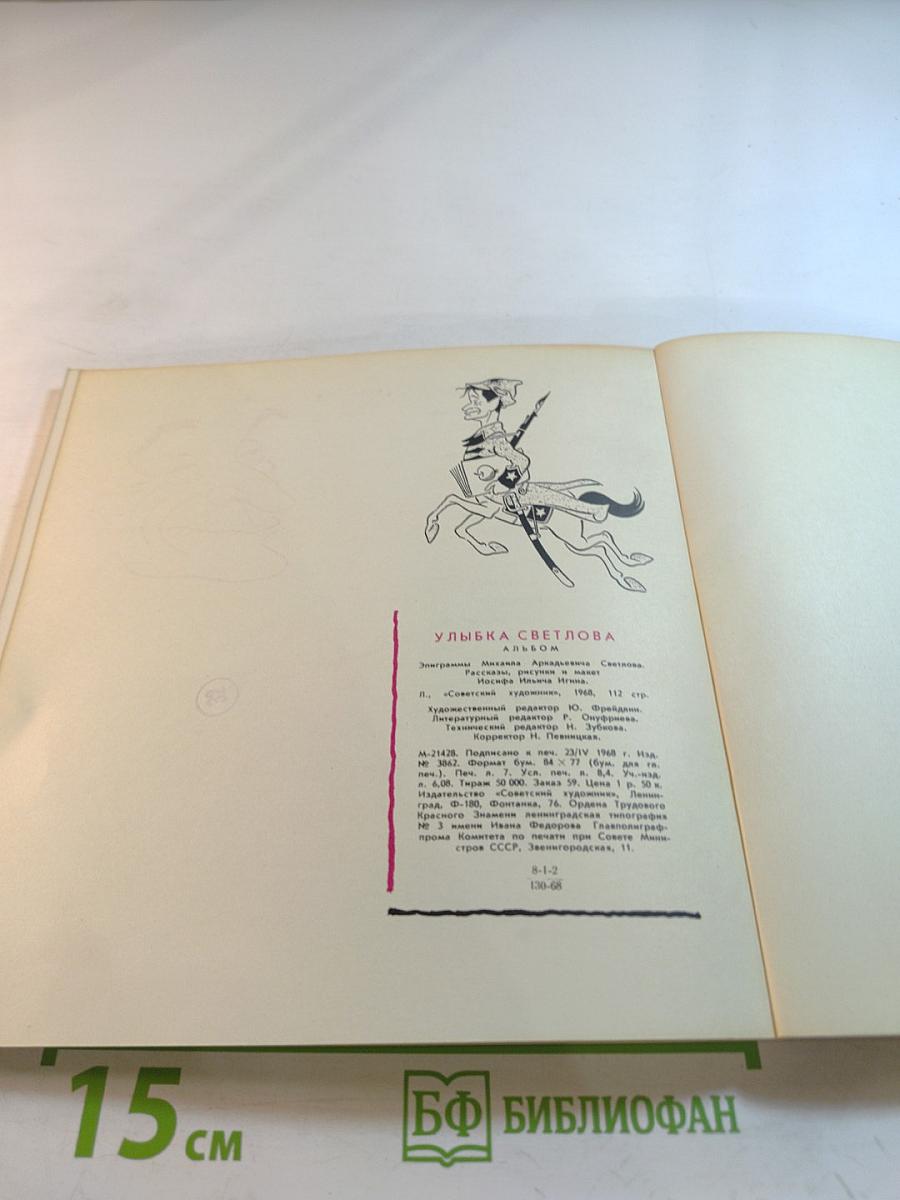 УЛЫБКА СВЕТЛОВА
АЛЬБОМ
Эпиграммы Михаила Аркадьевича Светлова.
Рассказы, рисунки и макет
Иосифа Ильича Игина.
Л., «Советский художник», 1968, 112 стр.
Художественный редактор Ю. Фрейдлин.
Литературный редактор Р. Онуфриева.
Технический редактор Н. Зубкова.
Корректор Н. Певницкая.
М-21428. Подписано к печ. 23/IV 1968 г. Изд.
№ 3862. Формат бум. 84 × 77 (бум. для гл.
печ.). Печ. л. 7. Усл. печ. л. 8,4. Уч.-изд.
л. 6,08. Тираж 50 000. Заказ 59. Цена 1 р. 50 к.
Издательство «Советский художник», Ленин-
град, Ф-180, Фонтанка, 76. Ордена Трудового
Красного Знамени ленинградская типография
№ 3 имени Ивана Федорова Главполиграф-
прома Комитета по печати при Совете Мини-
стров СССР, Звенигородская, 11.
8-1-2
130-68
15 см
БФ БИБЛИОФАН